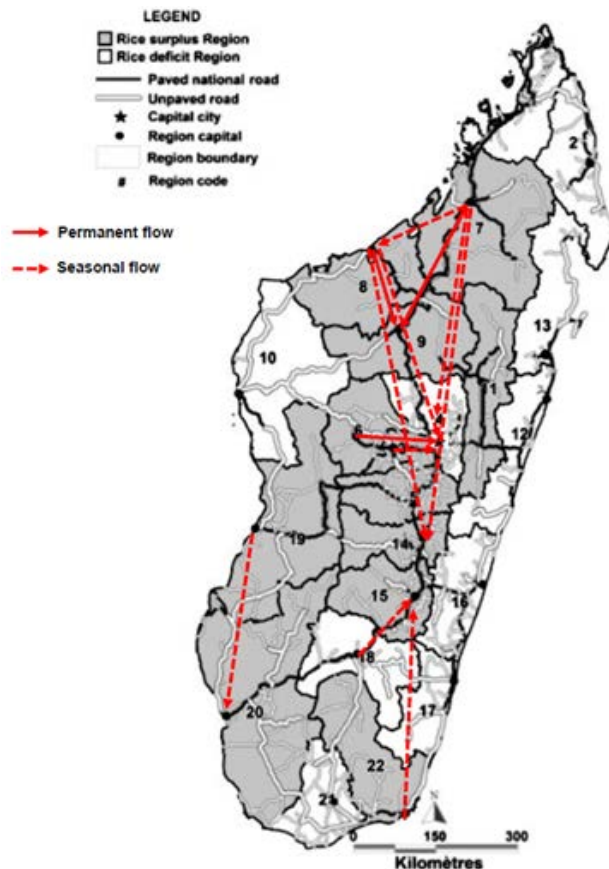 LEGEND
Rice surplus Region
Rice deficit Region
Paved national road
Unpaved road
Capital city
Region capital
Region boundary
# Region code
Permanent flow
Seasonal flow
2
7
8
9
10
13
1
4
12
6
19
14
15
16
18
17
20
22
21
N
0 150 300
Kilomètres